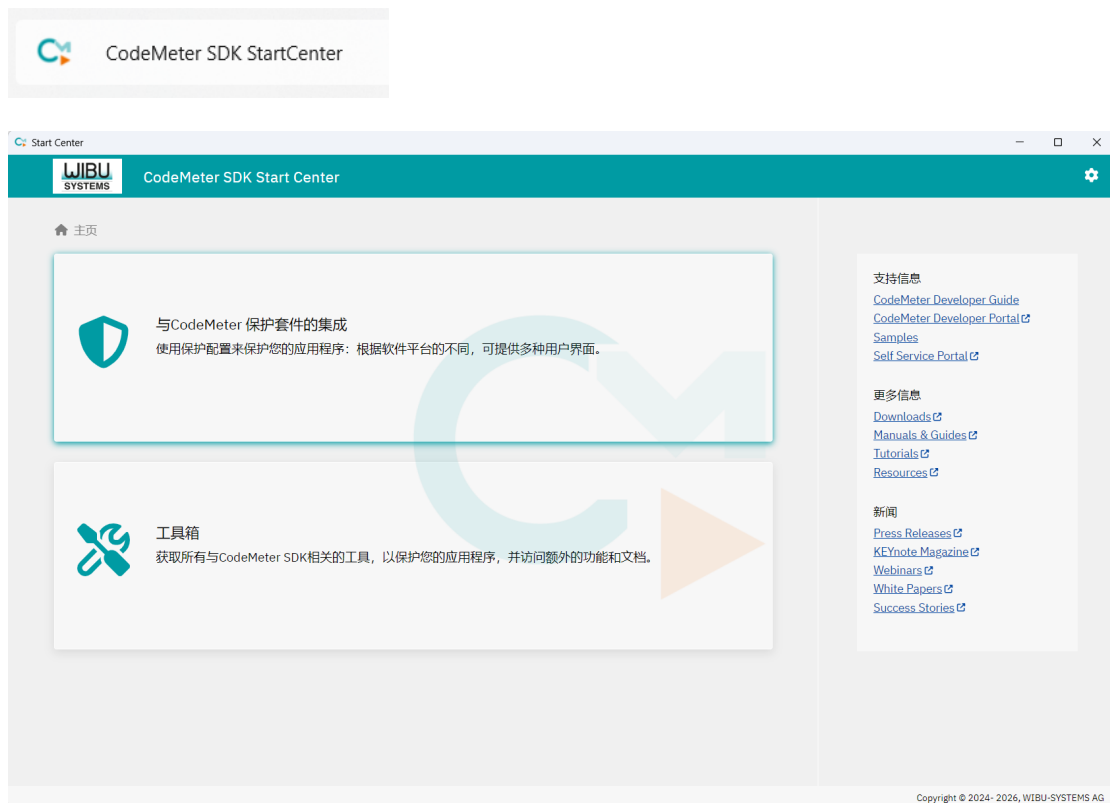 CodeMeter SDK StartCenter
Start Center
WIBU
SYSTEMS
CodeMeter SDK Start Center
主页
与CodeMeter 保护套件的集成
使用保护配置来保护您的应用程序：根据软件平台的不同，可提供多种用户界面。
工具箱
获取所有与CodeMeter SDK相关的工具，以保护您的应用程序，并访问额外的功能和文档。
支持信息
CodeMeter Developer Guide
CodeMeter Developer Portal
Samples
Self Service Portal
更多信息
Downloads
Manuals & Guides
Tutorials
Resources
新闻
Press Releases
KEYnote Magazine
Webinars
White Papers
Success Stories
Copyright © 2024- 2026, WIBU-SYSTEMS AG